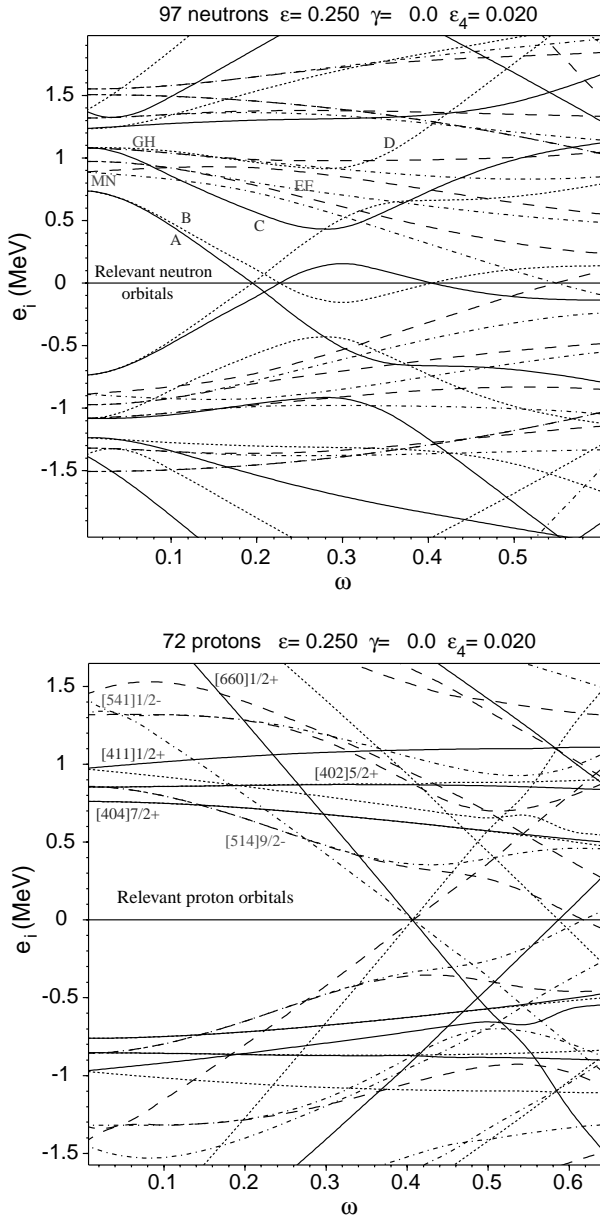 97 neutrons ε= 0.250 γ= 0.0 ε₄= 0.020
e_i (MeV)
1.5
1
0.5
0
-0.5
-1
-1.5
GH
D
MN
EF
B
C
A
Relevant neutron
orbitals
0.1 0.2 0.3 0.4 0.5
ω
72 protons ε= 0.250 γ= 0.0 ε₄= 0.020
e_i (MeV)
1.5
1
0.5
0
-0.5
-1
-1.5
[660]1/2+
[541]1/2-
[411]1/2+
[402]5/2+
[404]7/2+
[514]9/2-
Relevant proton orbitals
0.1 0.2 0.3 0.4 0.5 0.6
ω